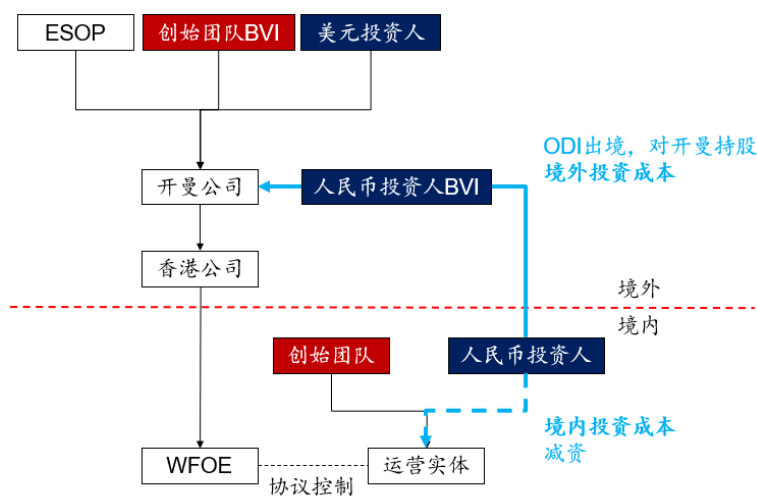 ESOP
创始团队BVI
美元投资人
ODI出境，对开曼持股
境外投资成本
开曼公司
人民币投资人BVI
香港公司
境外
境内
创始团队
人民币投资人
境内投资成本
减资
WFOE
运营实体
协议控制